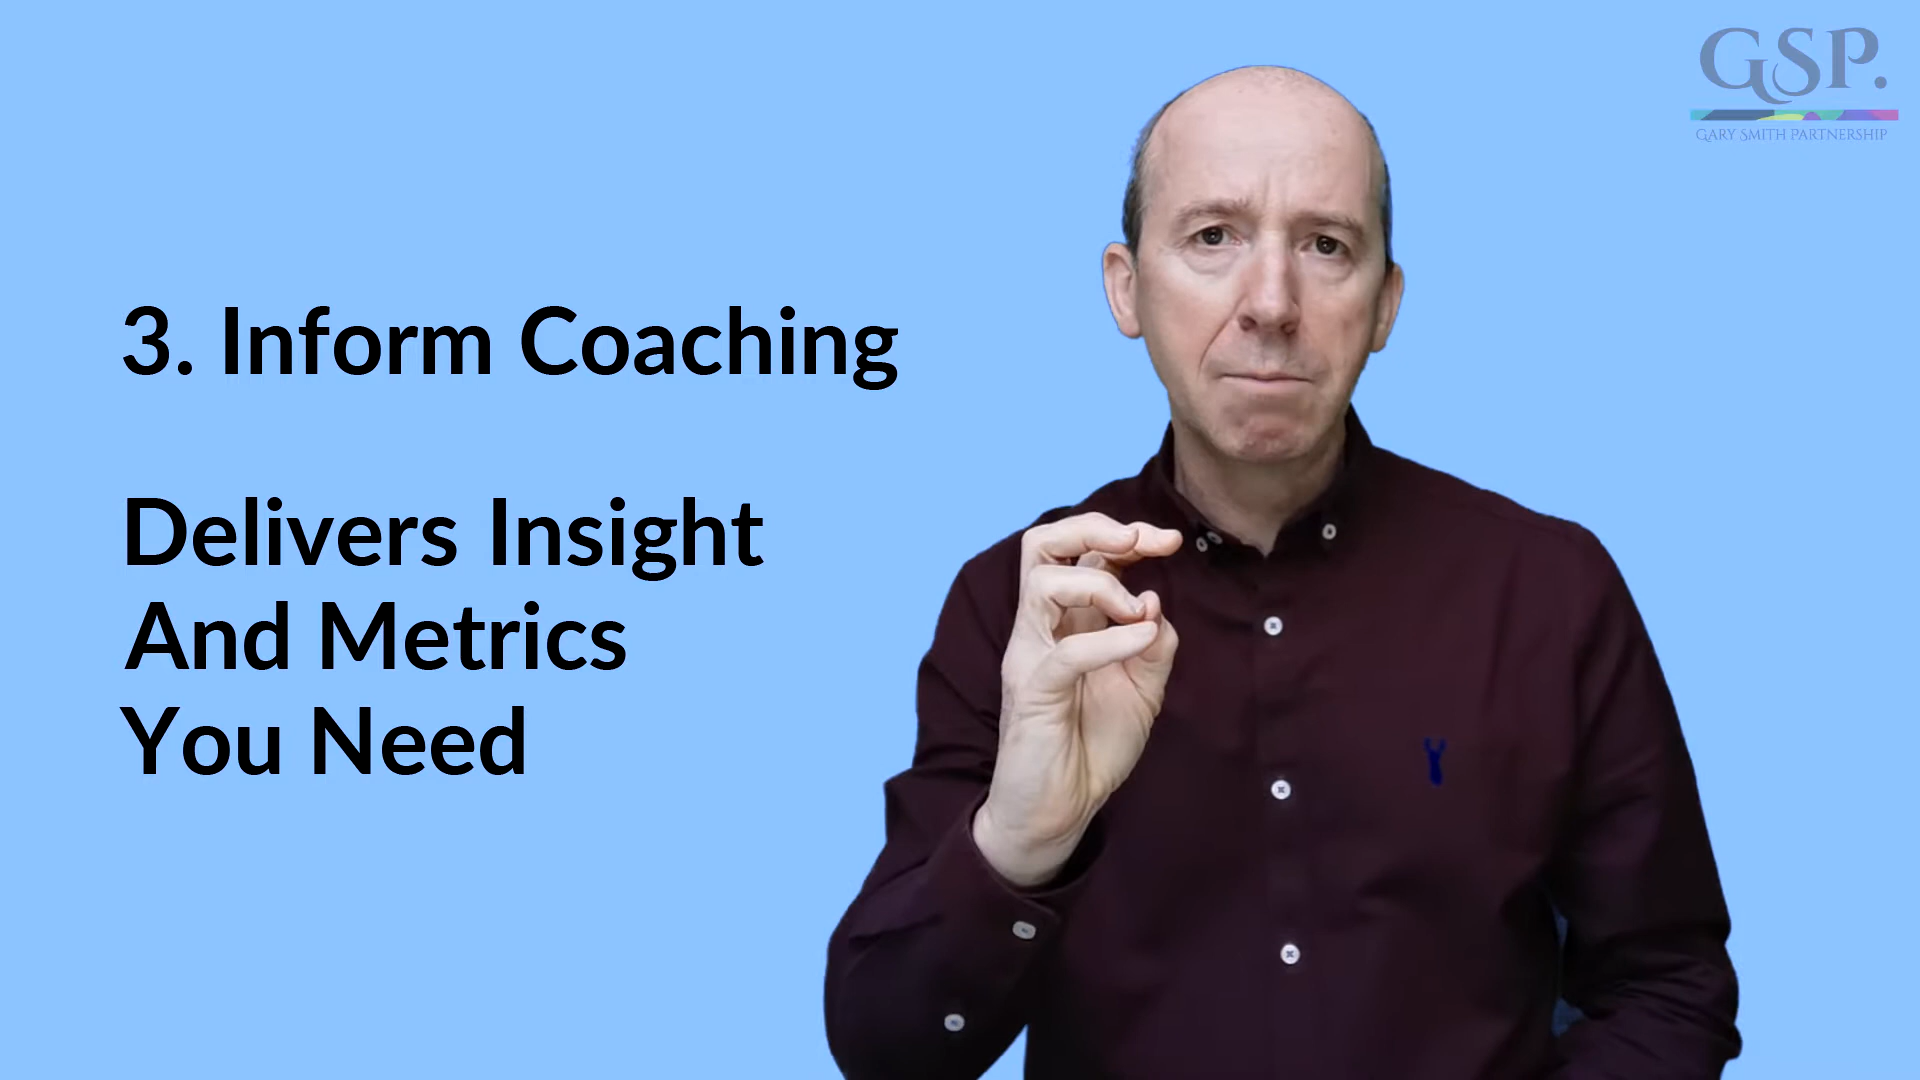 GSP.
GARY SMITH PARTNERSHIP
3. Inform Coaching
Delivers Insight
And Metrics
You Need